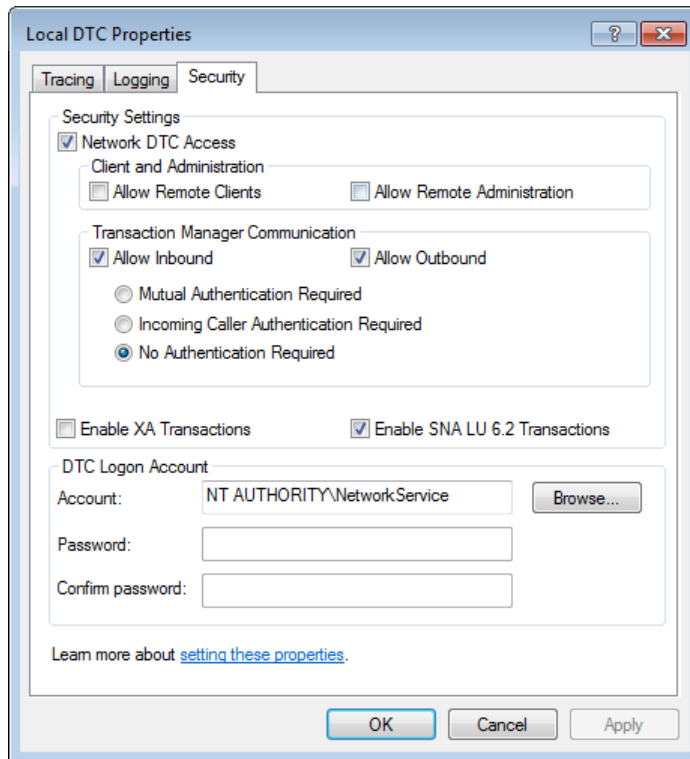 Local DTC Properties
Tracing Logging Security
Security Settings
Network DTC Access
Client and Administration
Allow Remote Clients Allow Remote Administration
Transaction Manager Communication
Allow Inbound Allow Outbound
Mutual Authentication Required
Incoming Caller Authentication Required
No Authentication Required
Enable XA Transactions Enable SNA LU 6.2 Transactions
DTC Logon Account
Account: NT AUTHORITY\NetworkService Browse...
Password:
Confirm password:
Learn more about setting these properties.
OK Cancel Apply